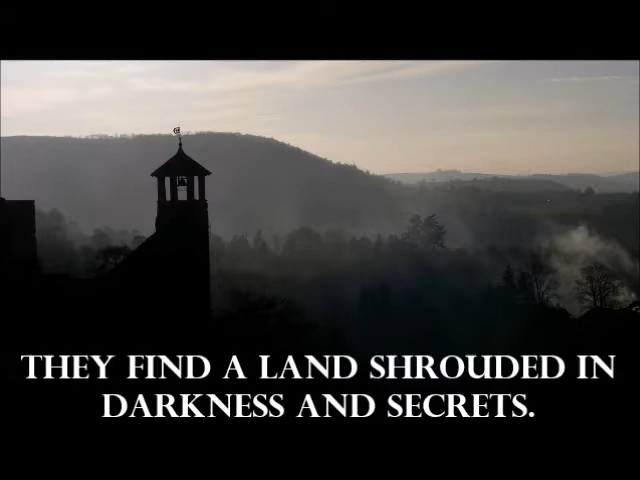 THEY FIND A LAND SHROUDED IN
DARKNESS AND SECRETS.